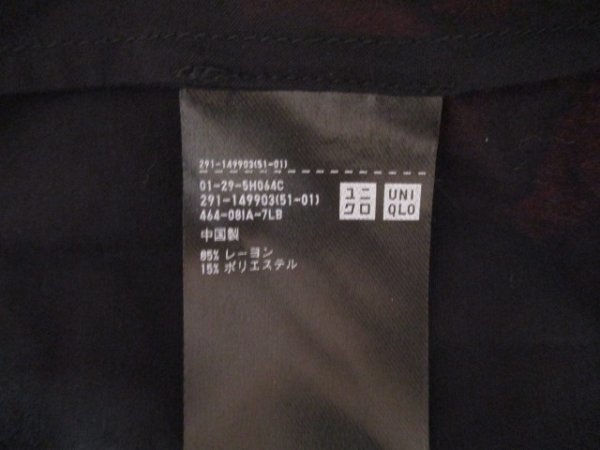 291-149903(51-01)
01-29-5H064C
291-149903(51-01)
464-08IA-7LB
中国製
85% レーヨン
15% ポリエステル
ユニ
クロ
UNI
QLO